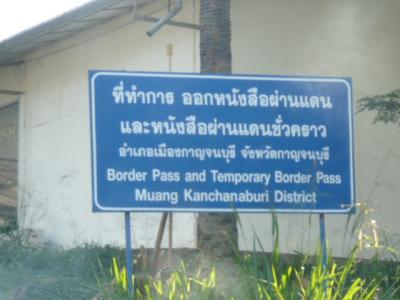 ที่ทำการ ออกหนังสือผ่านแดน
และหนังสือผ่านแดนชั่วคราว
อำเภอเมืองกาญจนบุรี จังหวัดกาญจนบุรี
Border Pass and Temporary Border Pass
Muang Kanchanaburi District